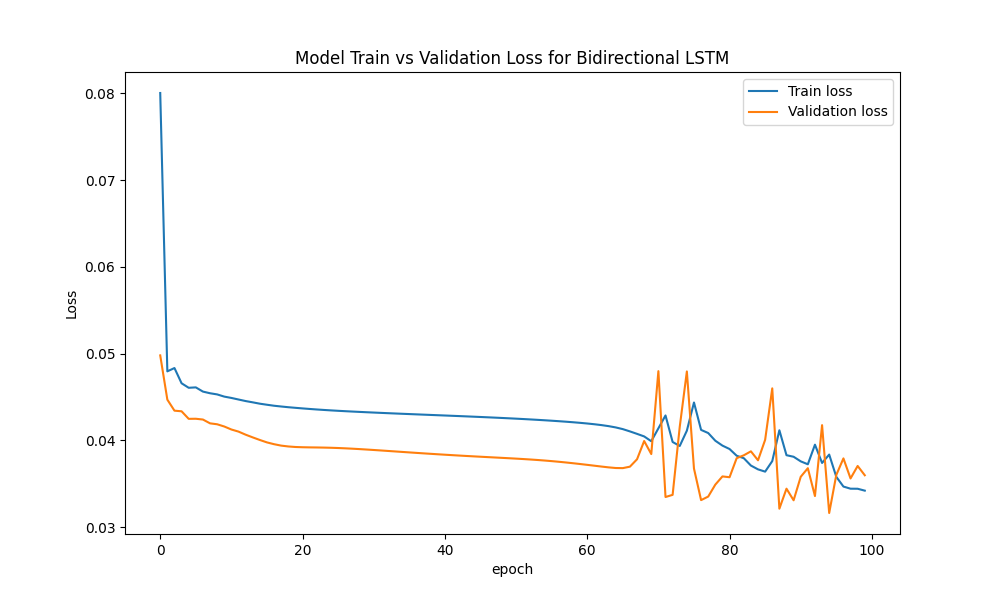 Model Train vs Validation Loss for Bidirectional LSTM
Train loss
Validation loss
0.08
0.07
0.06
0.05
0.04
0.03
Loss
0 20 40 60 80 100
epoch